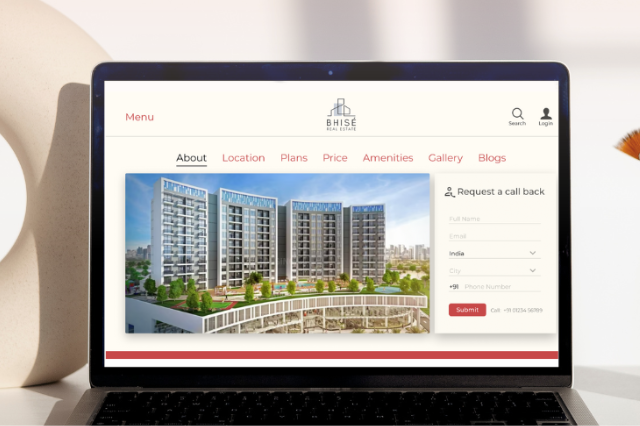 Menu
BHISÉ
REAL ESTATE
Search
Login
About Location Plans Price Amenities Gallery Blogs
Request a call back
Full Name
Email
India
City
+91 Phone Number
Submit
Call +91 01234 56789